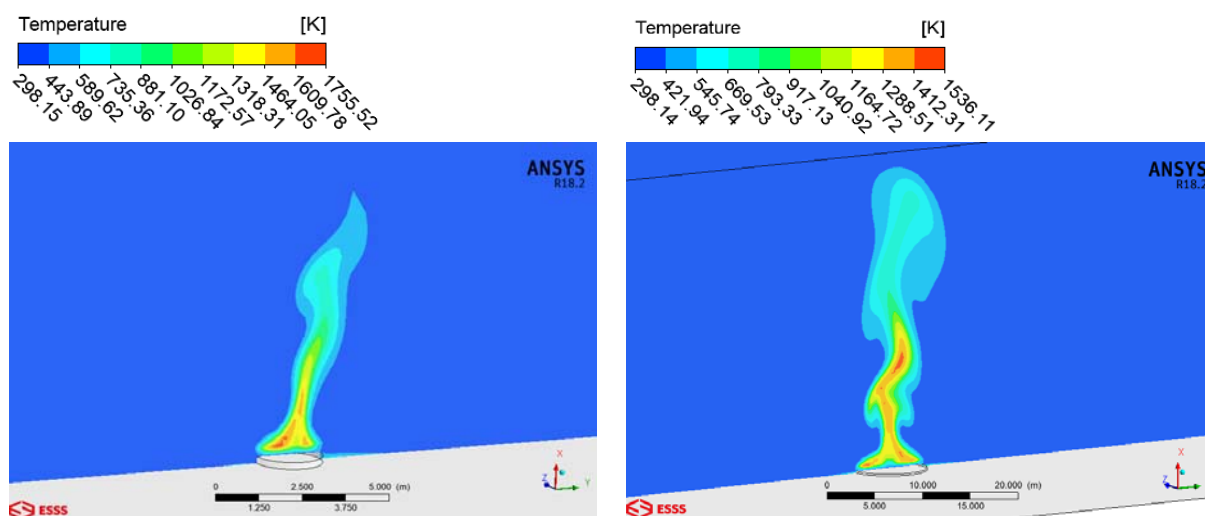 Temperature [K]
298.15
443.89
589.62
735.36
881.10
1026.84
1172.57
1318.31
1464.05
1609.78
1755.52
ANSYS
R18.2
0 2.500 5.000 (m)
1.250 3.750
X
Y
Z
ESSS
Temperature [K]
298.14
421.94
545.74
669.53
793.33
917.13
1040.92
1164.72
1288.51
1412.31
1536.11
ANSYS
R18.2
0 10.000 20.000 (m)
5.000 15.000
X
Y
Z
ESSS